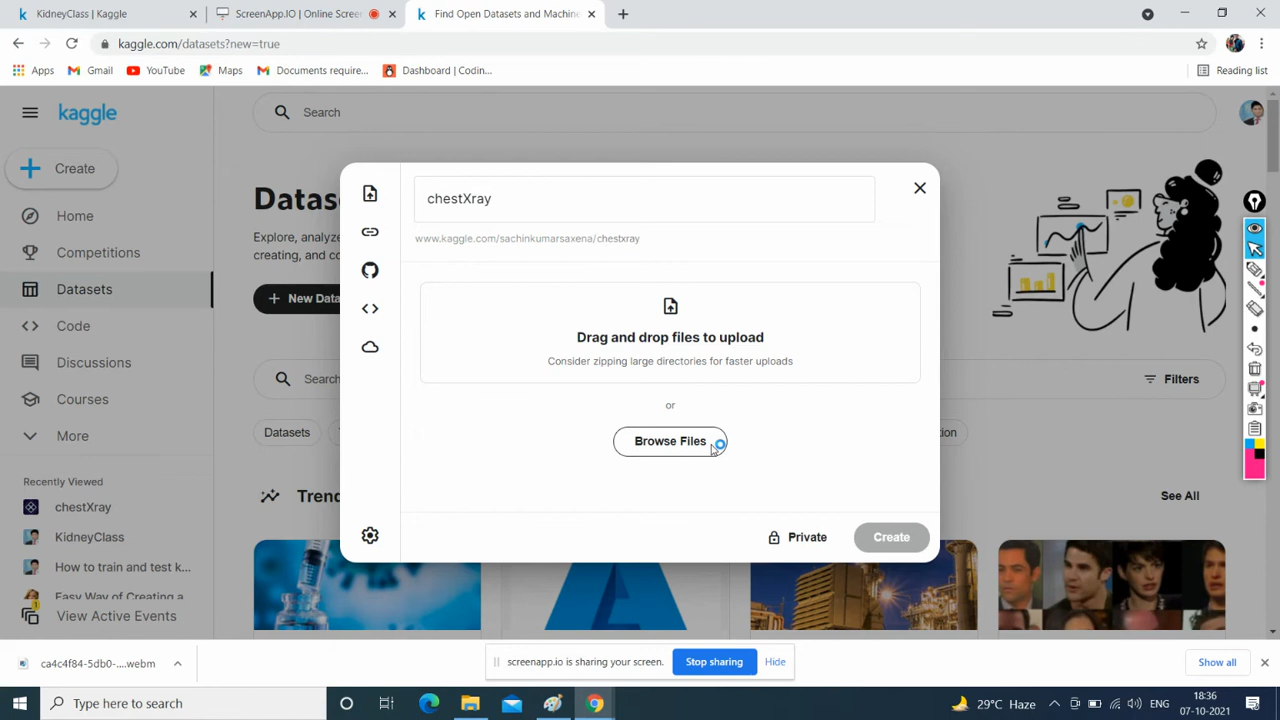 KidneyClass | Kaggle
ScreenApp.IO | Online Scree
Find Open Datasets and Machine
kaggle.com/datasets?new=true
Apps
Gmail
YouTube
Maps
Documents require...
Dashboard | Codin...
Reading list
kaggle
Search
Create
Home
Competitions
Datasets
Code
Discussions
Courses
More
Recently Viewed
chestXray
KidneyClass
How to train and test k...
Easy Way of Creating a
View Active Events
Datas
Explore, analyze
creating, and co
New Data
Search
Filters
Datasets
Trend
See All
chestXray
www.kaggle.com/sachinkumarsaxena/chestxray
Drag and drop files to upload
Consider zipping large directories for faster uploads
or
Browse Files
Private
Create
ca4c4f84-5db0-....webm
screenapp.io is sharing your screen.
Stop sharing
Hide
Show all
Type here to search
29°C Haze
ENG
18:36
07-10-2021